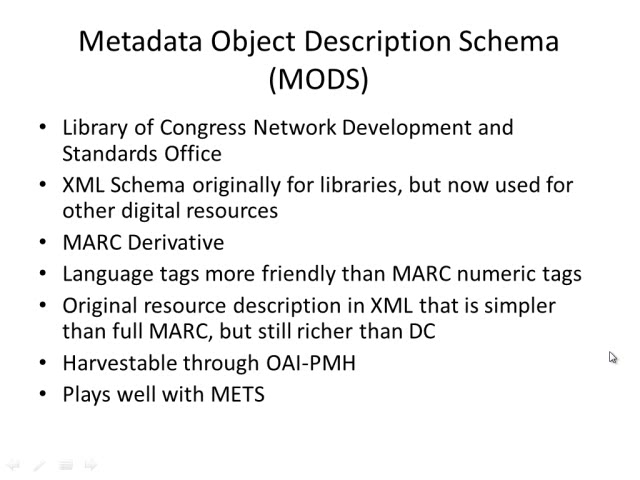 Metadata Object Description Schema
(MODS)
• Library of Congress Network Development and
Standards Office
• XML Schema originally for libraries, but now used for
other digital resources
• MARC Derivative
• Language tags more friendly than MARC numeric tags
• Original resource description in XML that is simpler
than full MARC, but still richer than DC
• Harvestable through OAI-PMH
• Plays well with METS